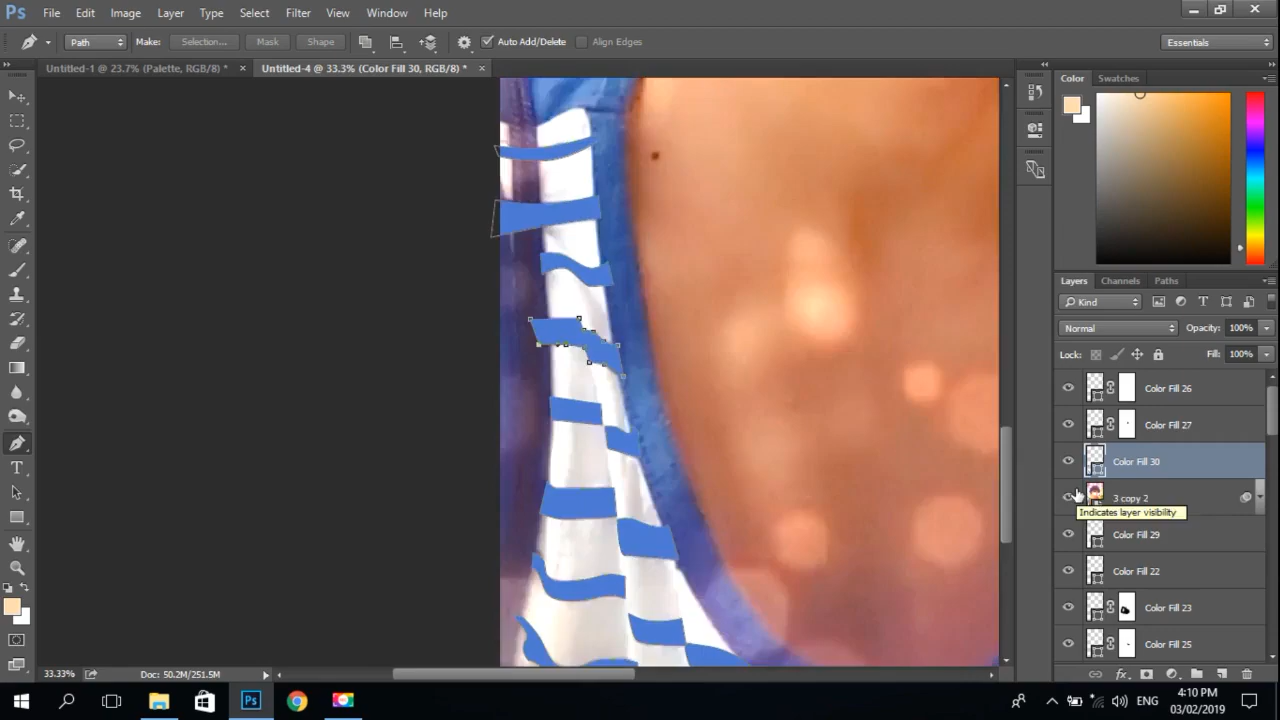 Ps File Edit Image Layer Type Select Filter View Window Help
Path Make: Selection... Mask Shape Auto Add/Delete Align Edges Essentials
Untitled-1 @ 23.7% (Palette, RGB/8) * × Untitled-4 @ 33.3% (Color Fill 30, RGB/8) * ×
Color Swatches
Layers Channels Paths
Kind
Normal Opacity: 100%
Lock: Fill: 100%
Color Fill 26
Color Fill 27
Color Fill 30
3 copy 2
Indicates layer visibility
Color Fill 29
Color Fill 22
Color Fill 23
Color Fill 25
33.33% Doc: 50.2M/251.5M
Ps ENG 4:10 PM
03/02/2019